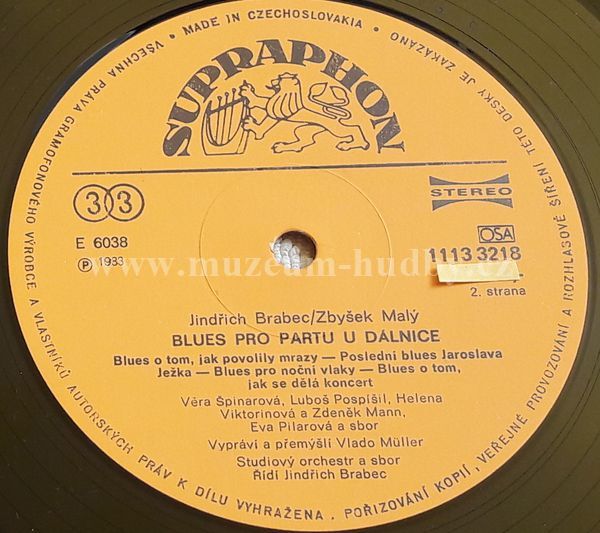 MADE IN CZECHOSLOVAKIA • VŠECHNA PRÁVA GRAMOFONOVÉHO VÝROBCE A VLASTNÍKŮ AUTORSKÝCH PRÁV K DÍLU VYHRAŽENA. POŘIZOVÁNÍ KOPIÍ, VEŘEJNÉ PROVOZOVÁNÍ A ROZHLASOVÉ ŠÍŘENÍ TÉTO DESKY JE ZAKÁZÁNO •
SUPRAPHON
33
STEREO
E 6038
OSA
Ⓟ 1983
1113 3218
www.muzeum-hudby.cz
2. strana
Jindřich Brabec/Zbyšek Malý
BLUES PRO PARTU U DÁLNICE
Blues o tom, jak povolily mrazy — Poslední blues Jaroslava
Ježka — Blues pro noční vlaky — Blues o tom,
jak se dělá koncert
Věra Špinarová, Luboš Pospíšil, Helena
Viktorinová a Zdeněk Mann,
Eva Pilarová a sbor
Vypráví a přemýšlí Vlado Müller
Studiový orchestr a sbor
Řídí Jindřich Brabec